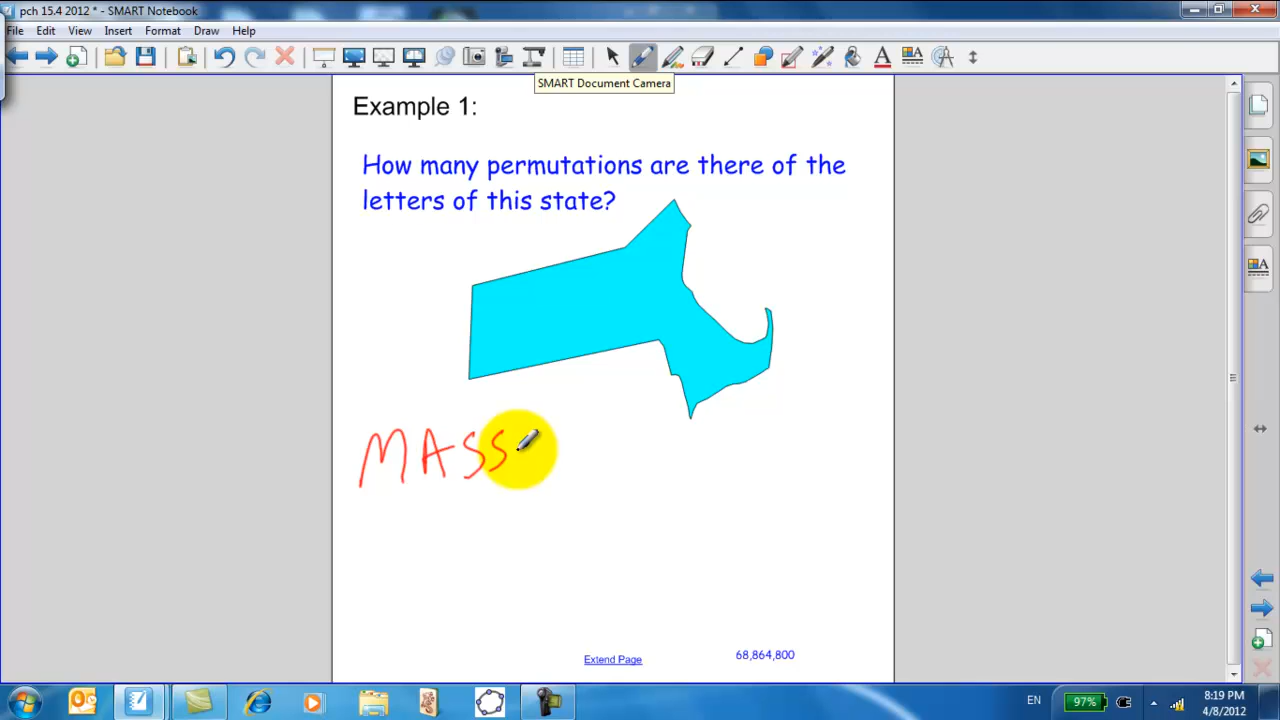 pch 15.4 2012 * - SMART Notebook
File Edit View Insert Format Draw Help
SMART Document Camera
Example 1:
How many permutations are there of the
letters of this state?
MASS
Extend Page
68,864,800
EN
97%
8:19 PM
4/8/2012